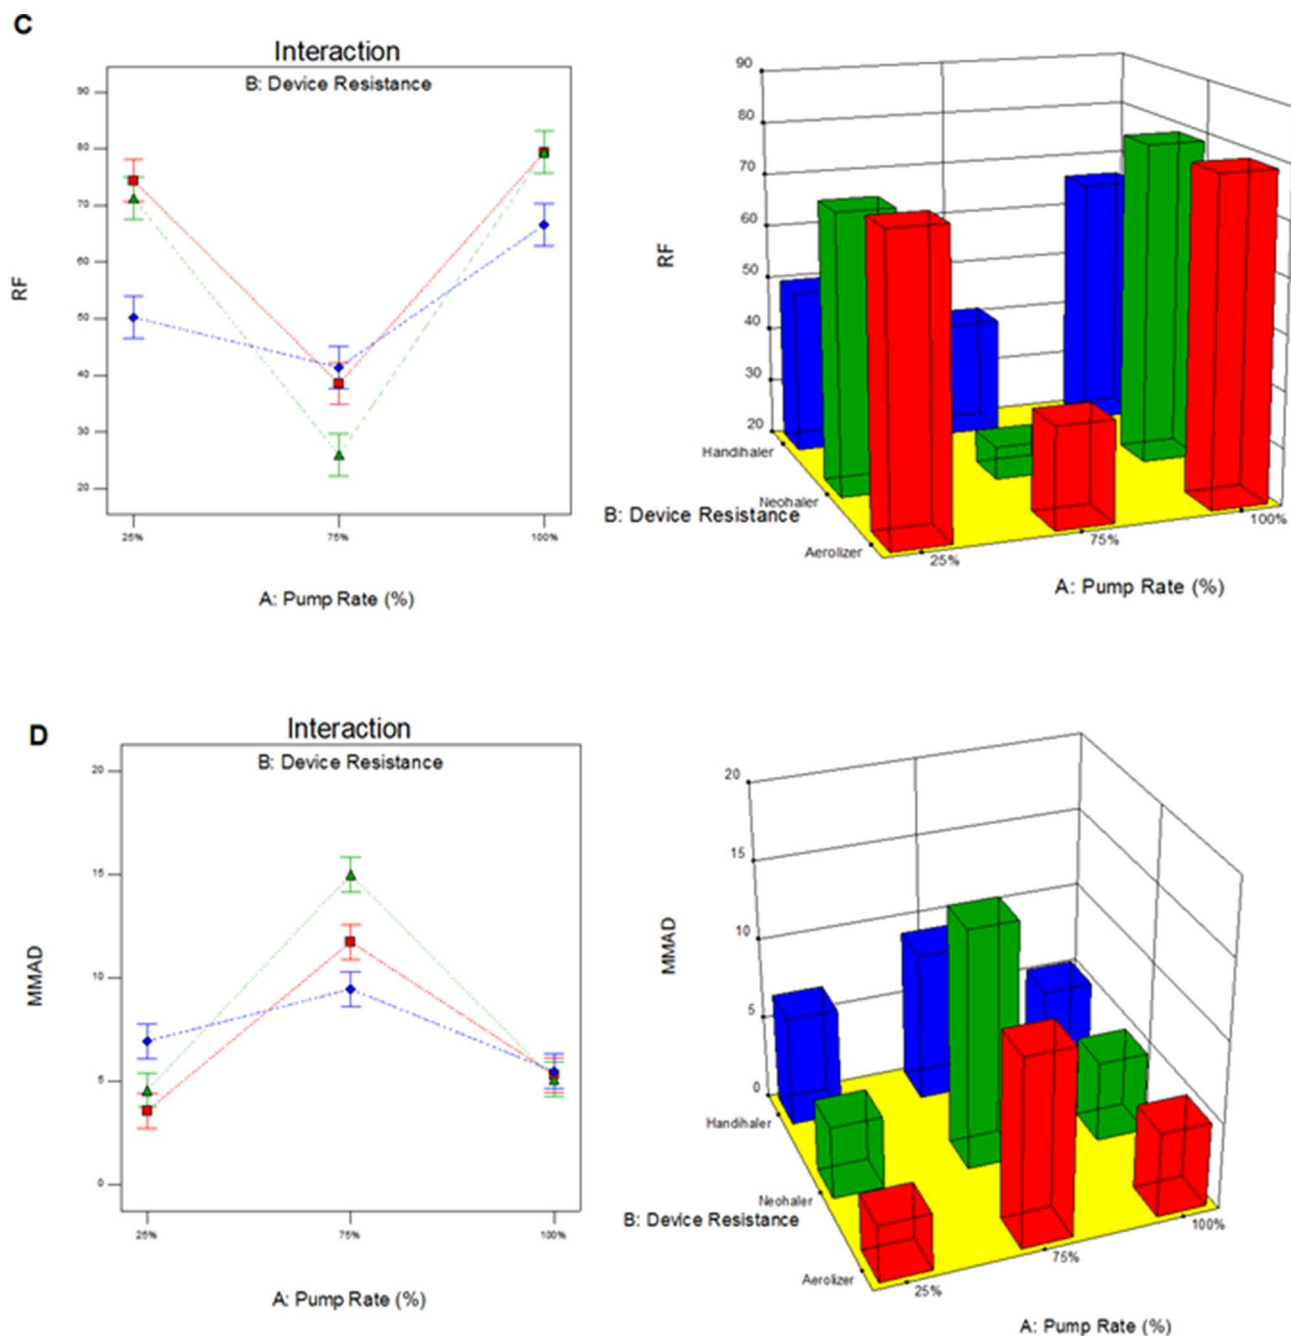 C
Interaction
B: Device Resistance
90
80
70
60
50
40
30
20
RF
25%
75%
100%
A: Pump Rate (%)
90
80
70
60
50
40
30
20
RF
Handihaler
Neohaler
Aerolizer
B: Device Resistance
25%
75%
100%
A: Pump Rate (%)
D
Interaction
B: Device Resistance
20
15
10
5
0
MMAD
25%
75%
100%
A: Pump Rate (%)
20
15
10
5
0
MMAD
Handihaler
Neohaler
Aerolizer
B: Device Resistance
25%
75%
100%
A: Pump Rate (%)